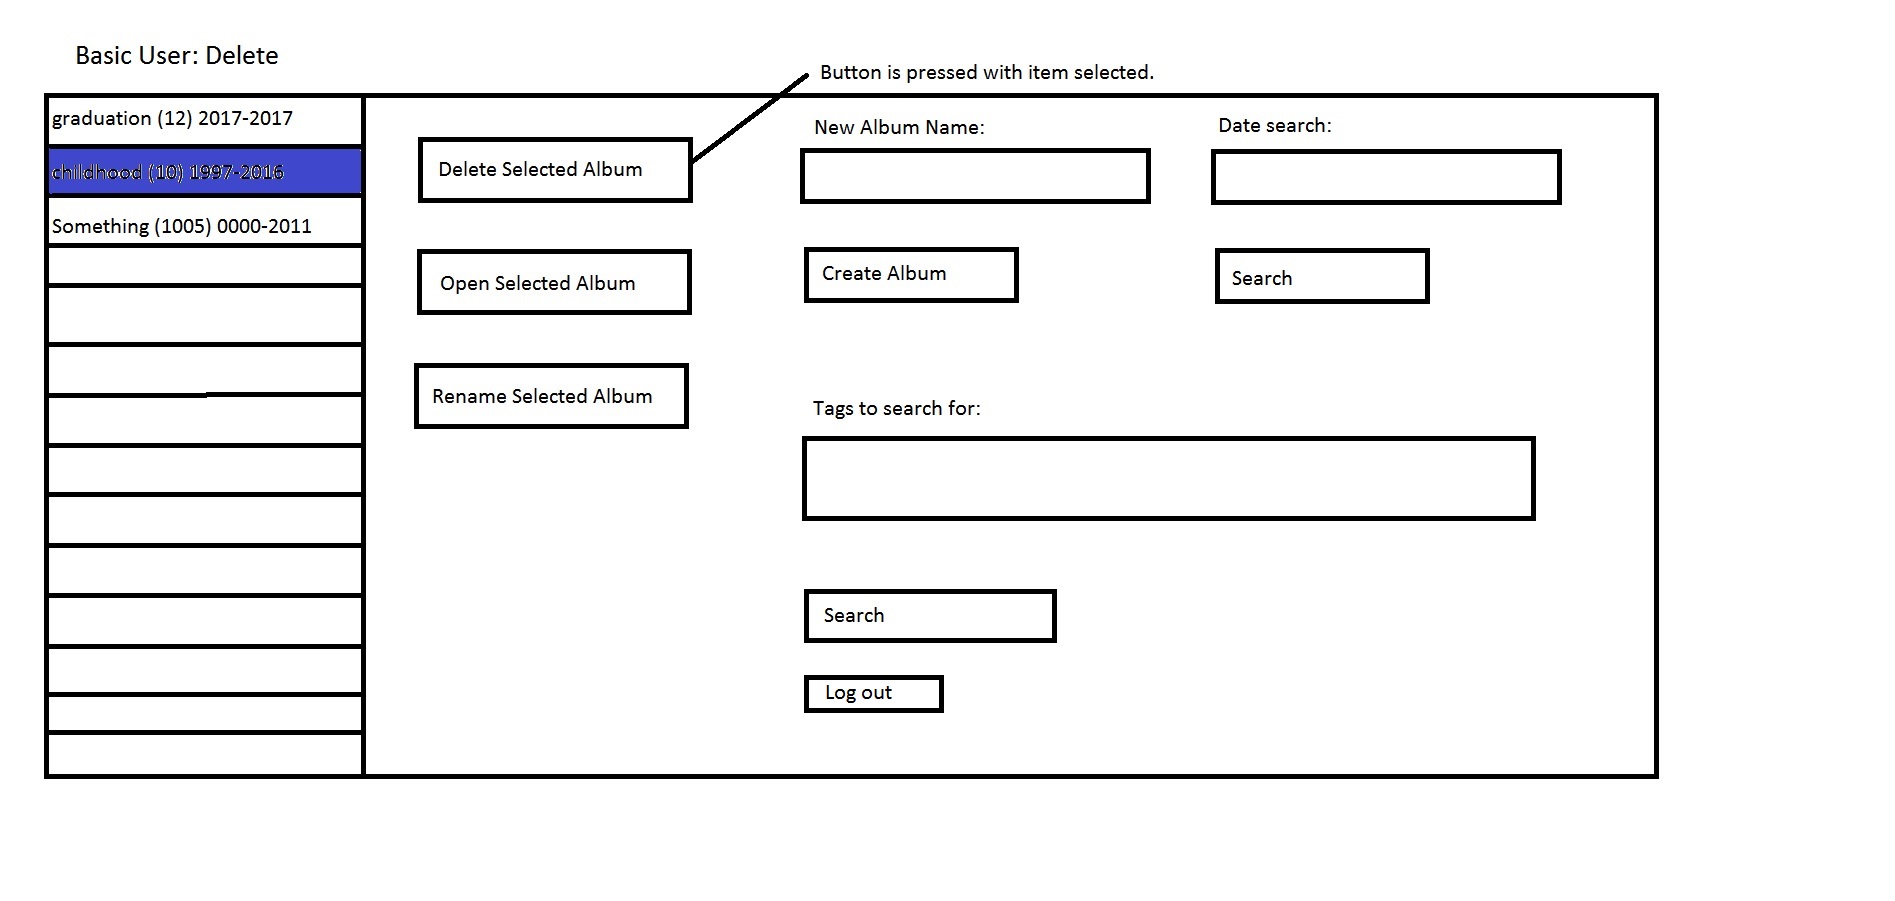 Basic User: Delete
Button is pressed with item selected.
graduation (12) 2017-2017
childhood (10) 1997-2016
Something (1005) 0000-2011
Delete Selected Album
Open Selected Album
Rename Selected Album
New Album Name:
Create Album
Date search:
Search
Tags to search for:
Search
Log out